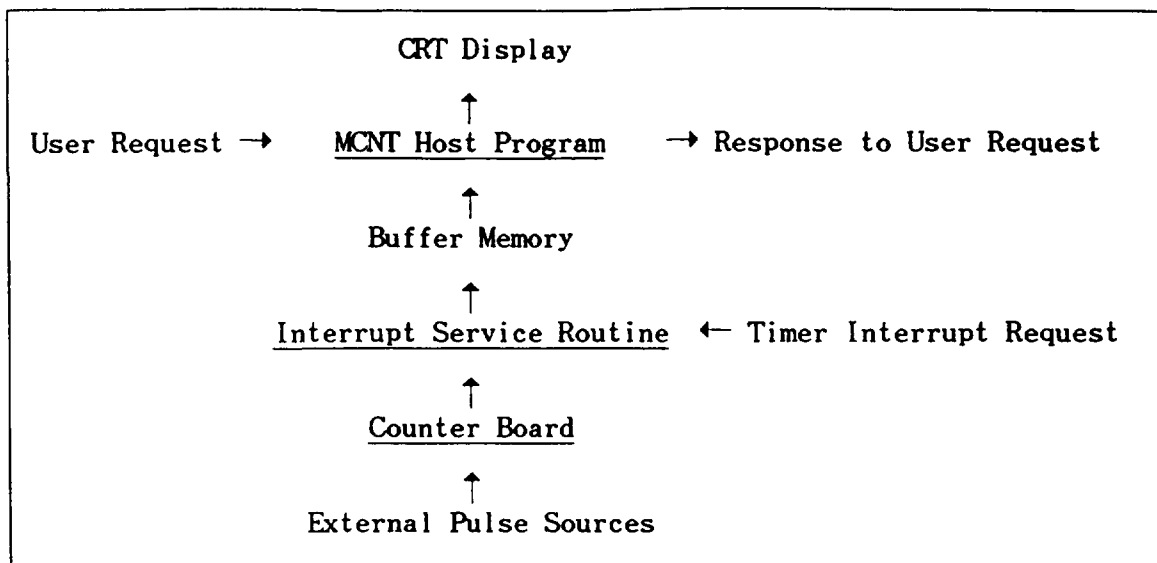 CRT Display
↑
User Request → MCNT Host Program → Response to User Request
↑
Buffer Memory
↑
Interrupt Service Routine ← Timer Interrupt Request
↑
Counter Board
↑
External Pulse Sources